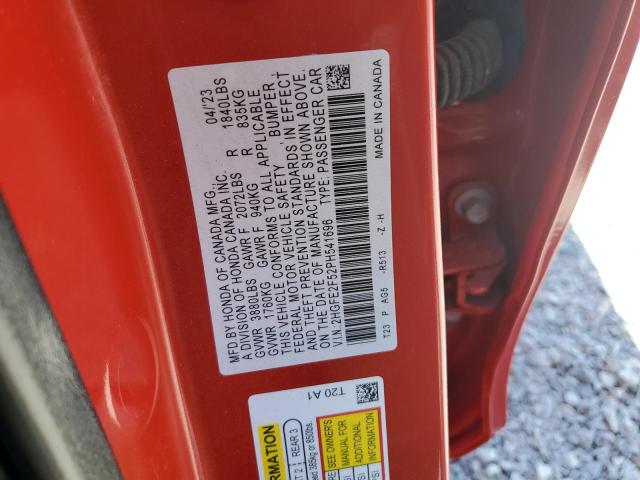 MFD.BY HONDA OF CANADA MFG., 04/'23
A DIVISION OF HONDA CANADA INC.
GVWR 3880LBS GAWR F 2072LBS R 1840LBS
GVWR 1760KG GAWR F 940KG R 835KG
THIS VEHICLE CONFORMS TO ALL APPLICABLE
FEDERAL MOTOR VEHICLE SAFETY BUMPER,
AND THEFT PREVENTION STANDARDS IN EFFECT
ON THE DATE OF MANUFACTURE SHOWN ABOVE.
V.I.N.:2HGFE2F52PH541696 TYPE:PASSENGER CAR
T23 P AG5 -R513 -Z -H MADE IN CANADA
T20 A1
REAR 3
385kg or 850lbs.
SEE OWNER'S
MANUAL FOR
ADDITIONAL
INFORMATION